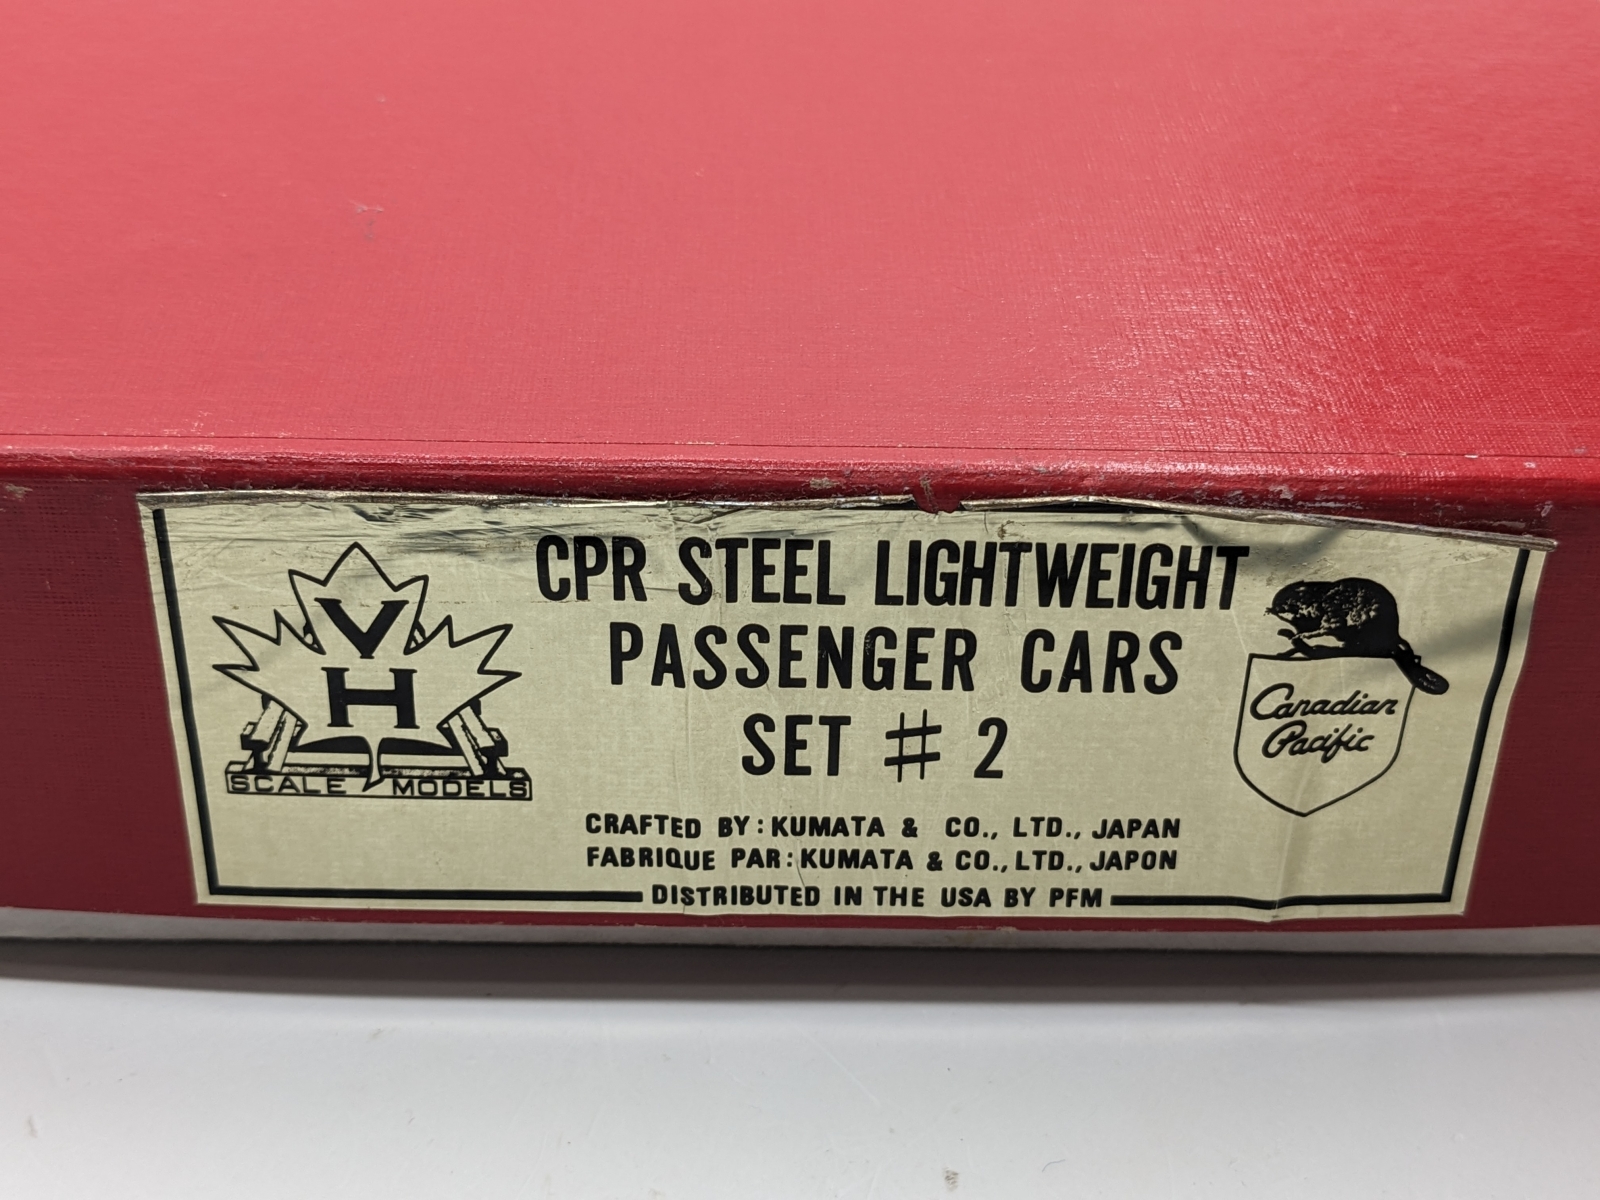 CPR STEEL LIGHTWEIGHT
PASSENGER CARS
SET # 2
V
H
SCALE MODELS
Canadian
Pacific
CRAFTED BY: KUMATA & CO., LTD., JAPAN
FABRIQUE PAR: KUMATA & CO., LTD., JAPON
DISTRIBUTED IN THE USA BY PFM